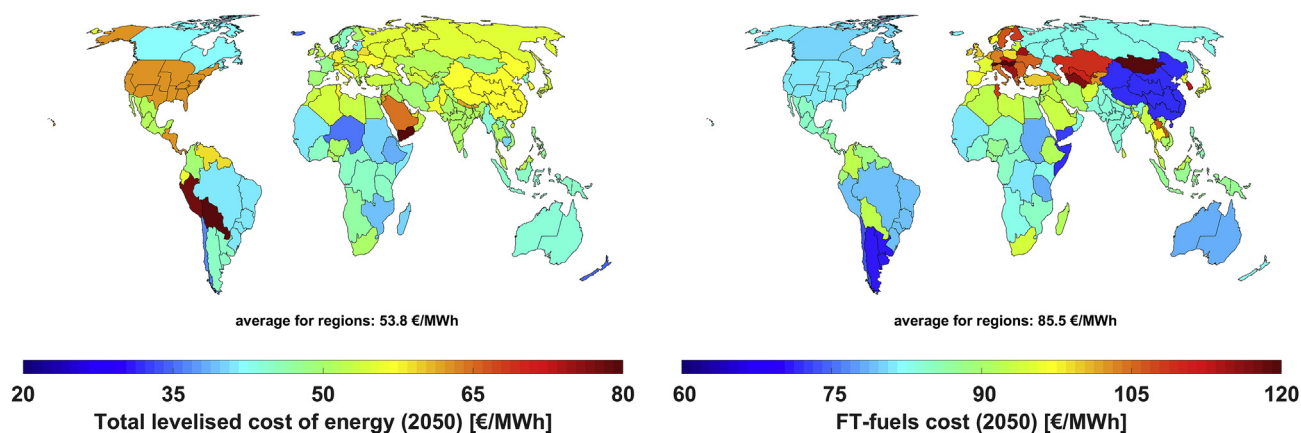 average for regions: 53.8 €/MWh
20 35 50 65 80
Total levelised cost of energy (2050) [€/MWh]
average for regions: 85.5 €/MWh
60 75 90 105 120
FT-fuels cost (2050) [€/MWh]